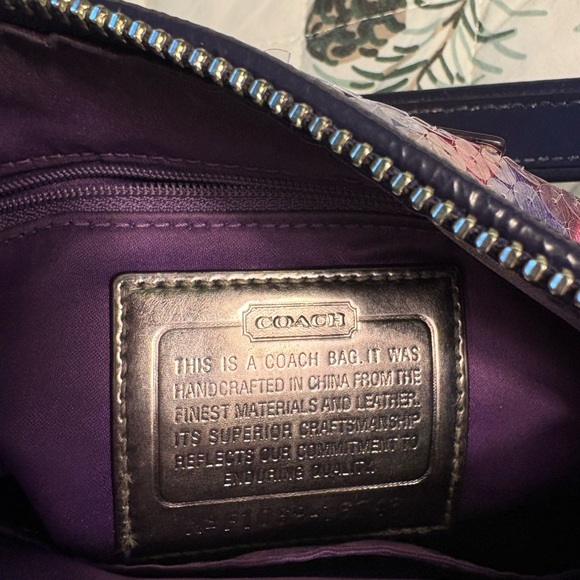 COACH
THIS IS A COACH BAG. IT WAS
HANDCRAFTED IN CHINA FROM THE
FINEST MATERIALS AND LEATHER.
ITS SUPERIOR CRAFTSMANSHIP
REFLECTS OUR COMMITMENT TO
ENDURING QUALITY.